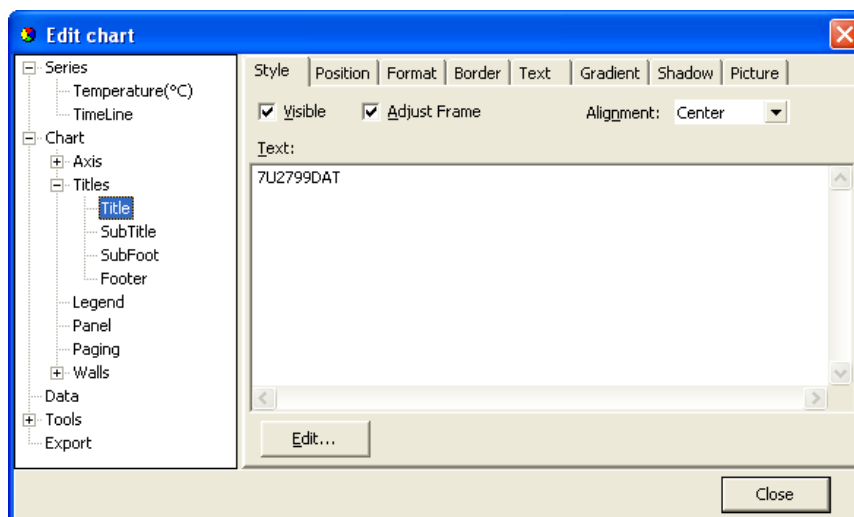 Edit chart
Series
Temperature(°C)
TimeLine
Chart
Axis
Titles
Title
SubTitle
SubFoot
Footer
Legend
Panel
Paging
Walls
Data
Tools
Export
Style Position Format Border Text Gradient Shadow Picture
Visible Adjust Frame Alignment: Center
Text:
7U2799DAT
Edit...
Close